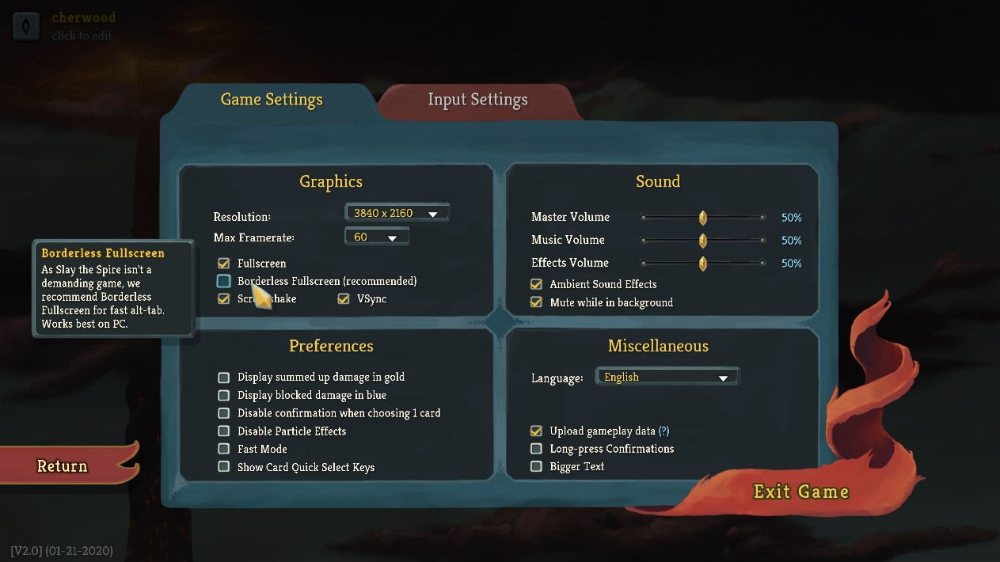 cherwood
click to edit
Game Settings
Input Settings
Graphics
Resolution: 3840 x 2160
Max Framerate: 60
Fullscreen
Borderless Fullscreen (recommended)
VSync
Borderless Fullscreen
As Slay the Spire isn't a
demanding game, we
recommend Borderless
Fullscreen for fast alt-tab.
Works best on PC.
Sound
Master Volume 50%
Music Volume 50%
Effects Volume 50%
Ambient Sound Effects
Mute while in background
Preferences
Display summed up damage in gold
Display blocked damage in blue
Disable confirmation when choosing 1 card
Disable Particle Effects
Fast Mode
Show Card Quick Select Keys
Miscellaneous
Language: English
Upload gameplay data (?)
Long-press Confirmations
Bigger Text
Return
Exit Game
[V2.0] (01-21-2020)